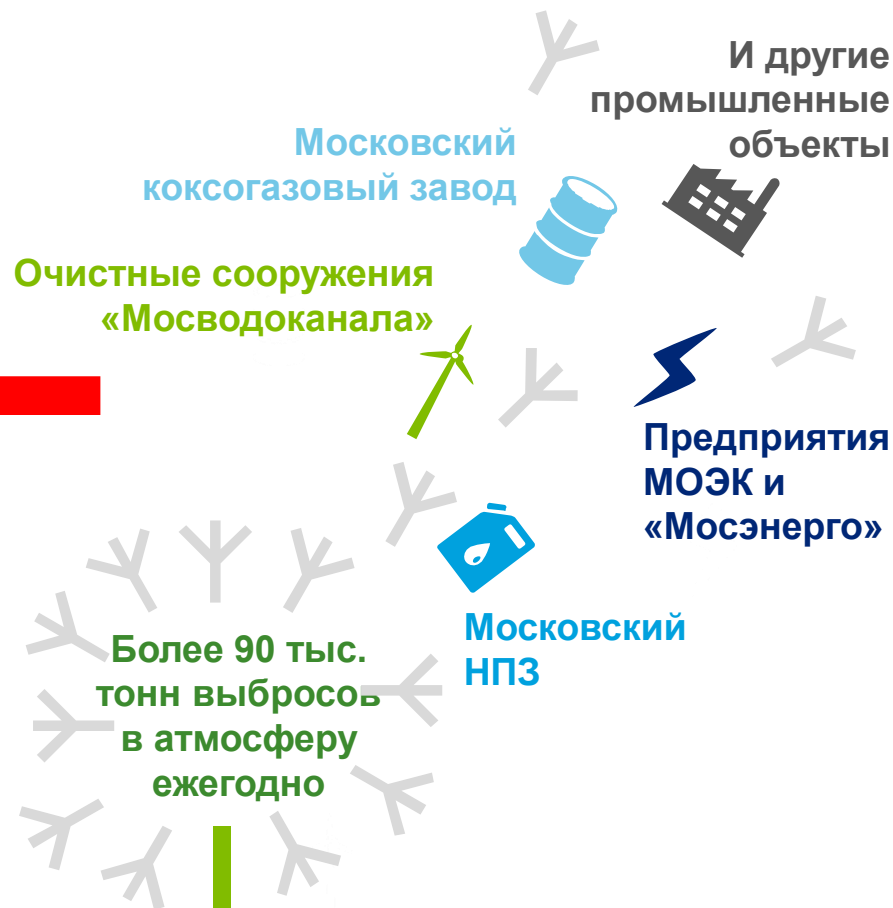 И другие
промышленные
объекты
Московский
коксогазовый завод
Очистные сооружения
«Мосводоканала»
Предприятия
МОЭК и
«Мосэнерго»
Московский
НПЗ
Более 90 тыс.
тонн выбросов
в атмосферу
ежегодно